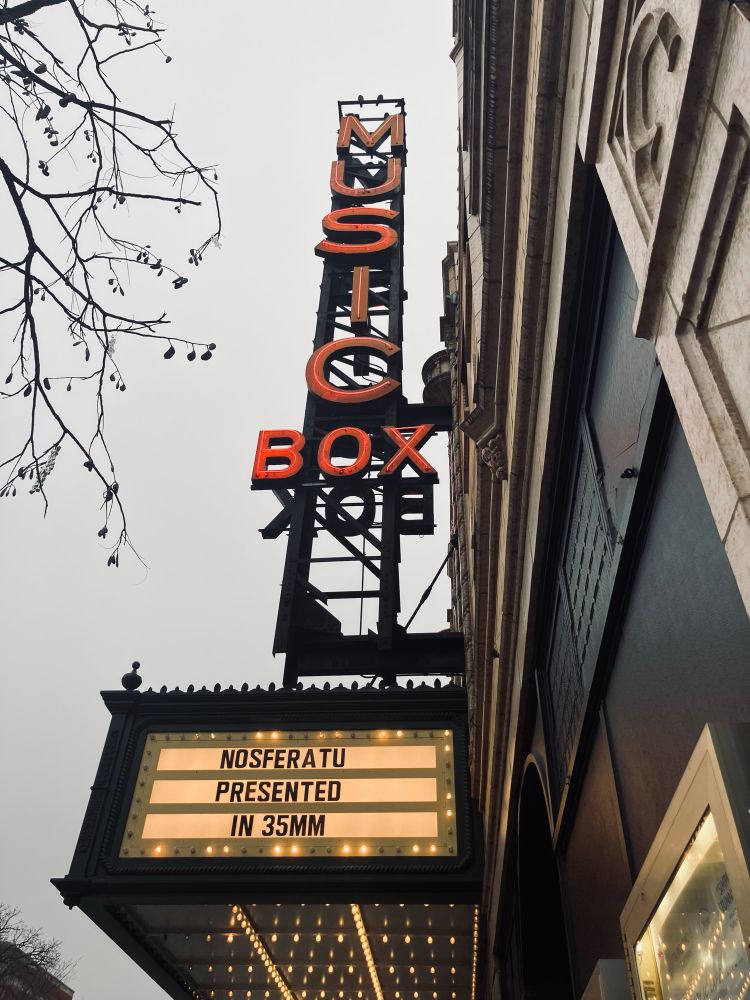 MUSIC
BOX
NOSFERATU
PRESENTED
IN 35MM